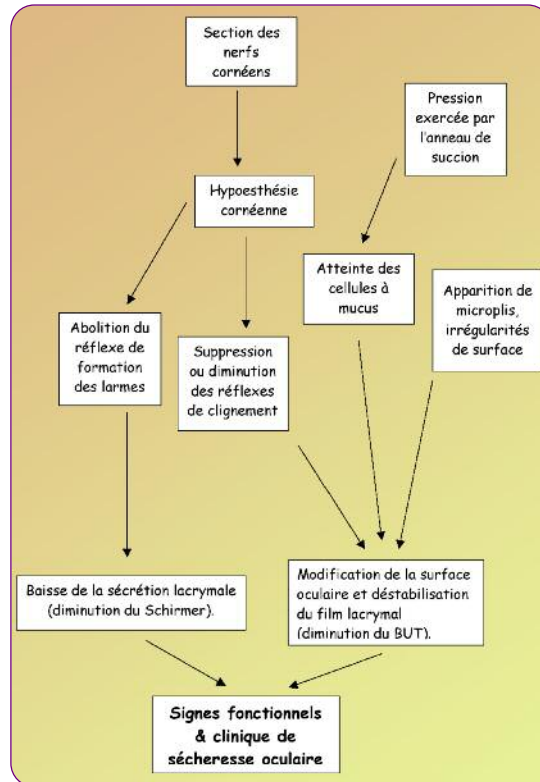 Section des
nerfs
cornéens
Pression
exercée par
l'anneau de
succion
Hypoesthésie
cornéenne
Atteinte des
cellules à
mucus
Apparition de
microplis,
irrégularités
de surface
Abolition du
réflexe de
formation
des larmes
Suppression
ou diminution
des réflexes
de clignement
Baisse de la sécrétion lacrymale
(diminution du Schirmer).
Modification de la surface
oculaire et déstabilisation
du film lacrymal
(diminution du BUT).
Signes fonctionnels
& clinique de
sécheresse oculaire